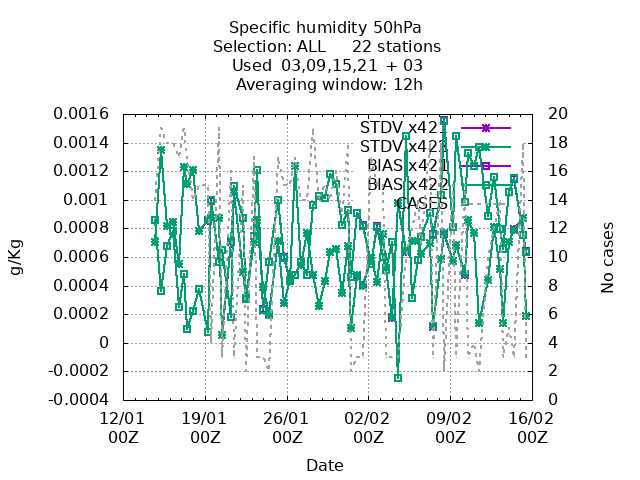 Specific humidity 50hPa
Selection: ALL 22 stations
Used 03,09,15,21 + 03
Averaging window: 12h
0.0016
0.0014
0.0012
0.001
0.0008
0.0006
0.0004
0.0002
0
-0.0002
-0.0004
g/Kg
20
18
16
14
12
10
8
6
4
2
0
No cases
STDV x421
STDV x422
BIAS x421
BIAS x422
CASES
12/01 00Z
19/01 00Z
26/01 00Z
02/02 00Z
09/02 00Z
16/02 00Z
Date